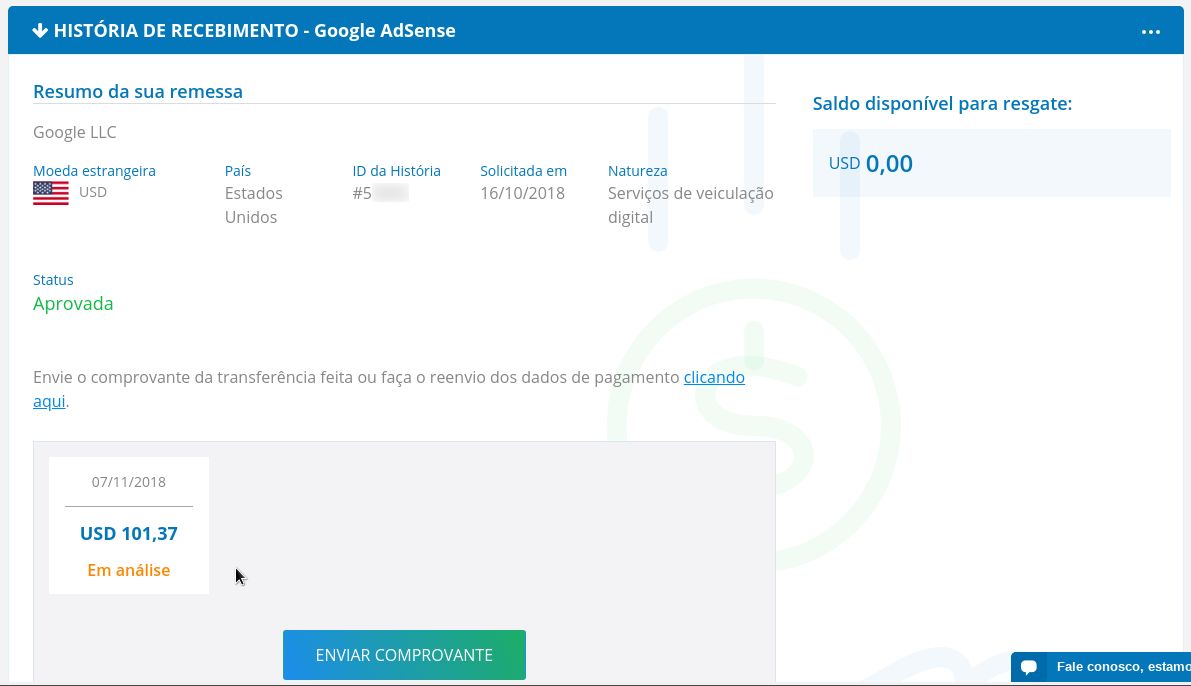 HISTÓRIA DE RECEBIMENTO - Google AdSense
Resumo da sua remessa
Google LLC
Moeda estrangeira
USD
País
Estados
Unidos
ID da História
#5
Solicitada em
16/10/2018
Natureza
Serviços de veiculação
digital
Status
Aprovada
Envie o comprovante da transferência feita ou faça o reenvio dos dados de pagamento clicando
aqui.
07/11/2018
USD 101,37
Em análise
ENVIAR COMPROVANTE
Saldo disponível para resgate:
USD 0,00
Fale conosco, estamo